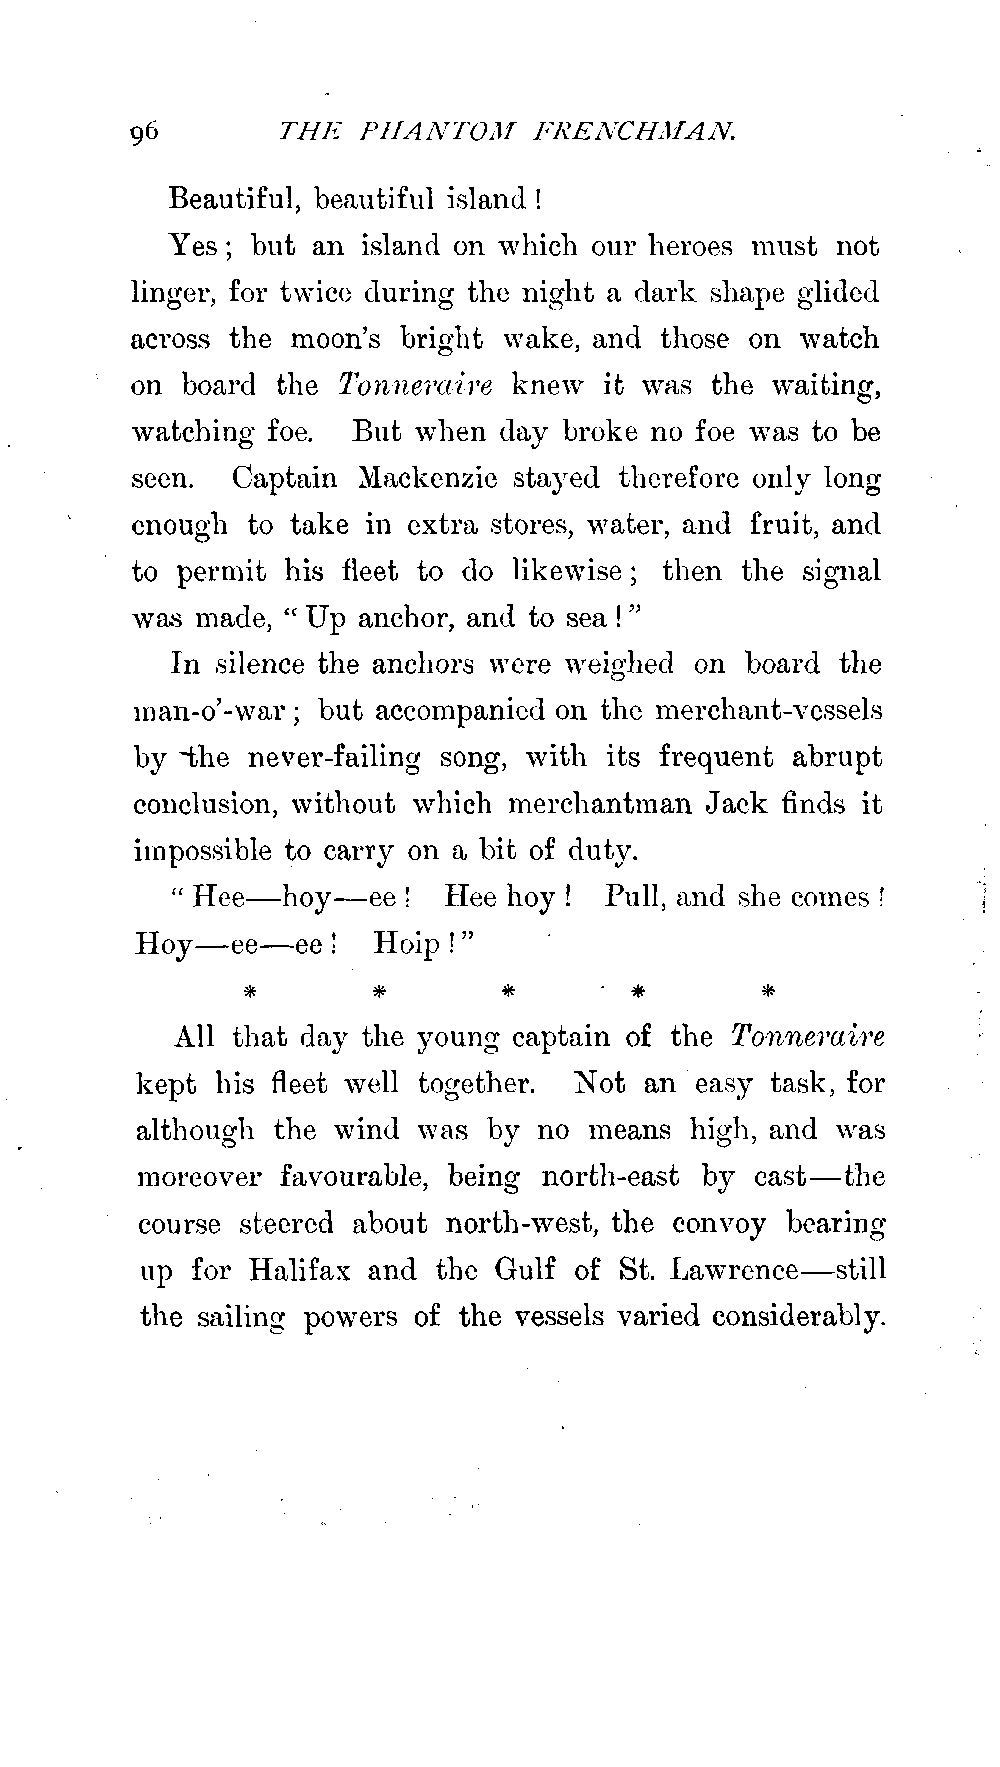 96 THE PHANTOM FRENCHMAN.
Beautiful, beautiful island!
Yes; but an island on which our heroes must not
linger, for twice during the night a dark shape glided
across the moon's bright wake, and those on watch
on board the Tonneraire knew it was the waiting,
watching foe. But when day broke no foe was to be
seen. Captain Mackenzie stayed therefore only long
enough to take in extra stores, water, and fruit, and
to permit his fleet to do likewise; then the signal
was made, "Up anchor, and to sea!"
In silence the anchors were weighed on board the
man-o'-war; but accompanied on the merchant-vessels
by the never-failing song, with its frequent abrupt
conclusion, without which merchantman Jack finds it
impossible to carry on a bit of duty.
"Hee—hoy—ee! Hee hoy! Pull, and she comes!
Hoy—ee—ee! Hoip!"
* * * * *
All that day the young captain of the Tonneraire
kept his fleet well together. Not an easy task, for
although the wind was by no means high, and was
moreover favourable, being north-east by east—the
course steered about north-west, the convoy bearing
up for Halifax and the Gulf of St. Lawrence—still
the sailing powers of the vessels varied considerably.